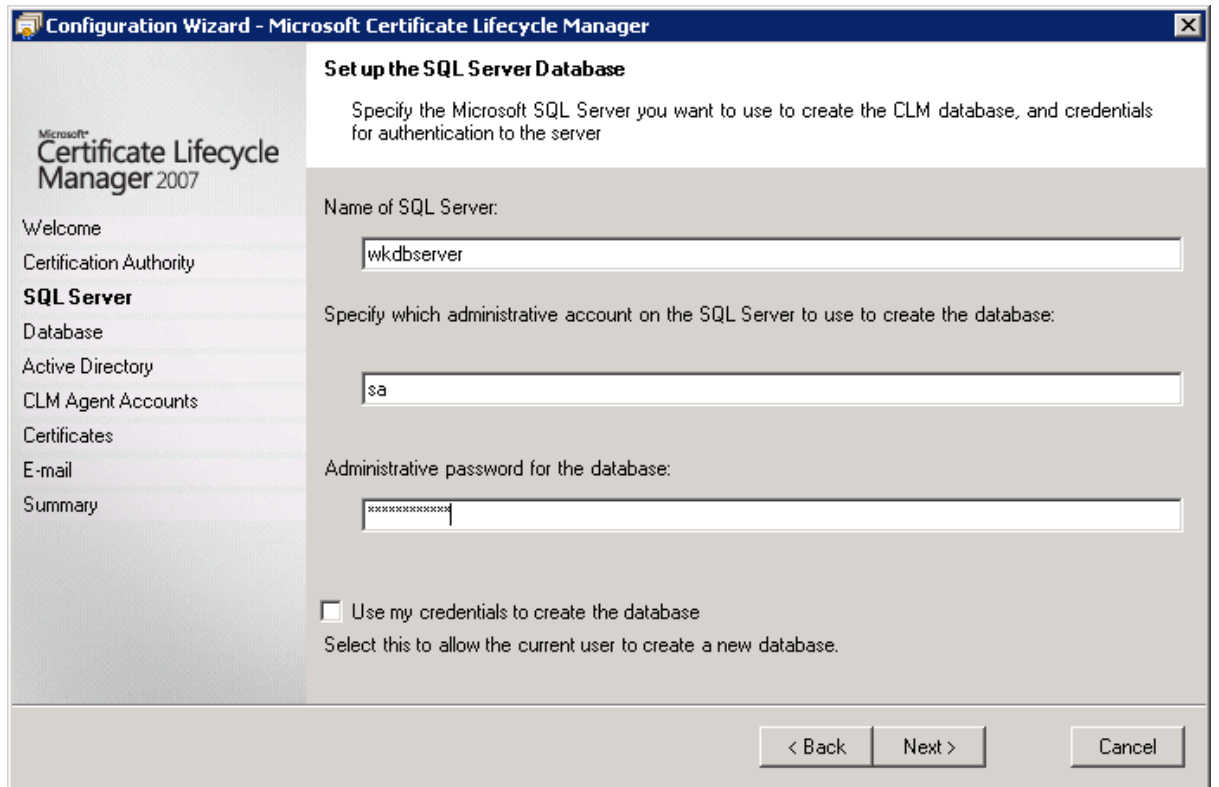 Configuration Wizard - Microsoft Certificate Lifecycle Manager
Microsoft®
Certificate Lifecycle
Manager 2007
Welcome
Certification Authority
SQL Server
Database
Active Directory
CLM Agent Accounts
Certificates
E-mail
Summary
Set up the SQL Server Database
Specify the Microsoft SQL Server you want to use to create the CLM database, and credentials
for authentication to the server
Name of SQL Server:
wkdbserver
Specify which administrative account on the SQL Server to use to create the database:
sa
Administrative password for the database:
************
Use my credentials to create the database
Select this to allow the current user to create a new database.
< Back
Next >
Cancel